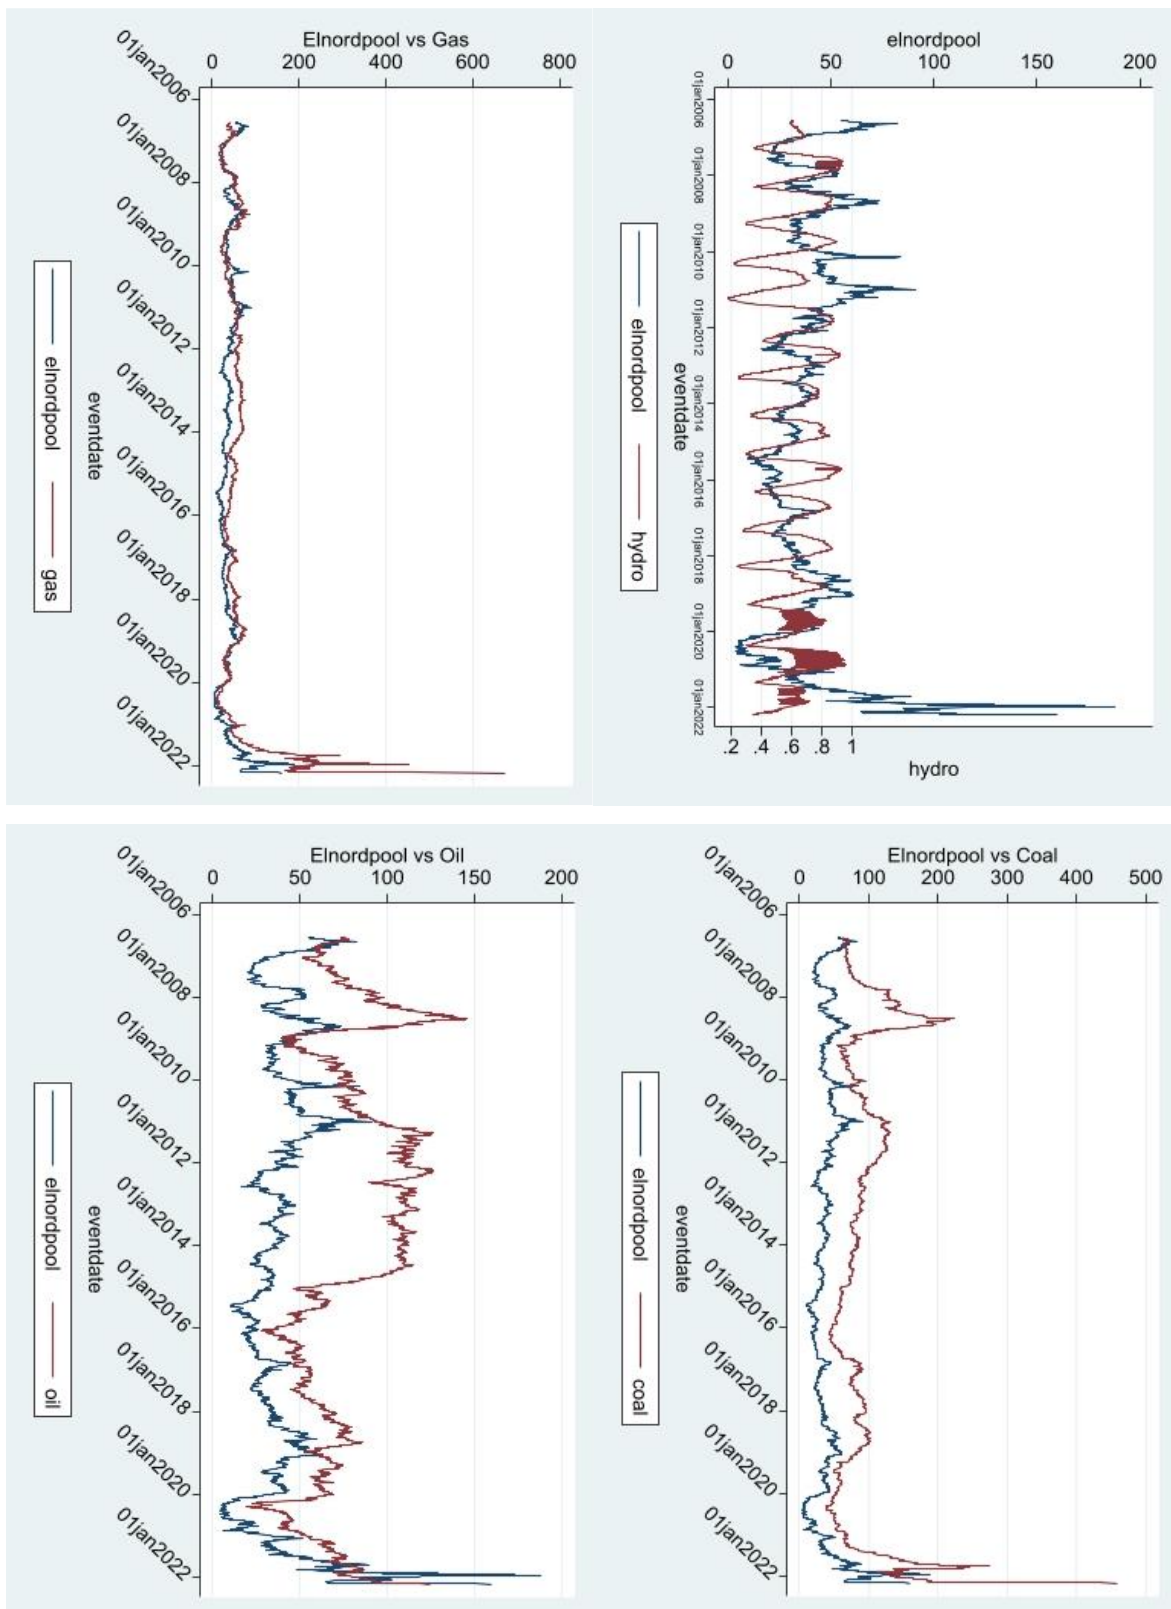 Elnordpool vs Gas
0 200 400 600 800
01jan2006
01jan2008
01jan2010
01jan2012
01jan2014
01jan2016
01jan2018
01jan2020
01jan2022
eventdate
elnordpool gas
elnordpool
0 50 100 150 200
01jan2006
01jan2008
01jan2010
01jan2012
01jan2014
01jan2016
01jan2018
01jan2020
01jan2022
eventdate
.2 .4 .6 .8 1
hydro
elnordpool hydro
Elnordpool vs Oil
0 50 100 150 200
01jan2006
01jan2008
01jan2010
01jan2012
01jan2014
01jan2016
01jan2018
01jan2020
01jan2022
eventdate
elnordpool oil
Elnordpool vs Coal
0 100 200 300 400 500
01jan2006
01jan2008
01jan2010
01jan2012
01jan2014
01jan2016
01jan2018
01jan2020
01jan2022
eventdate
elnordpool coal